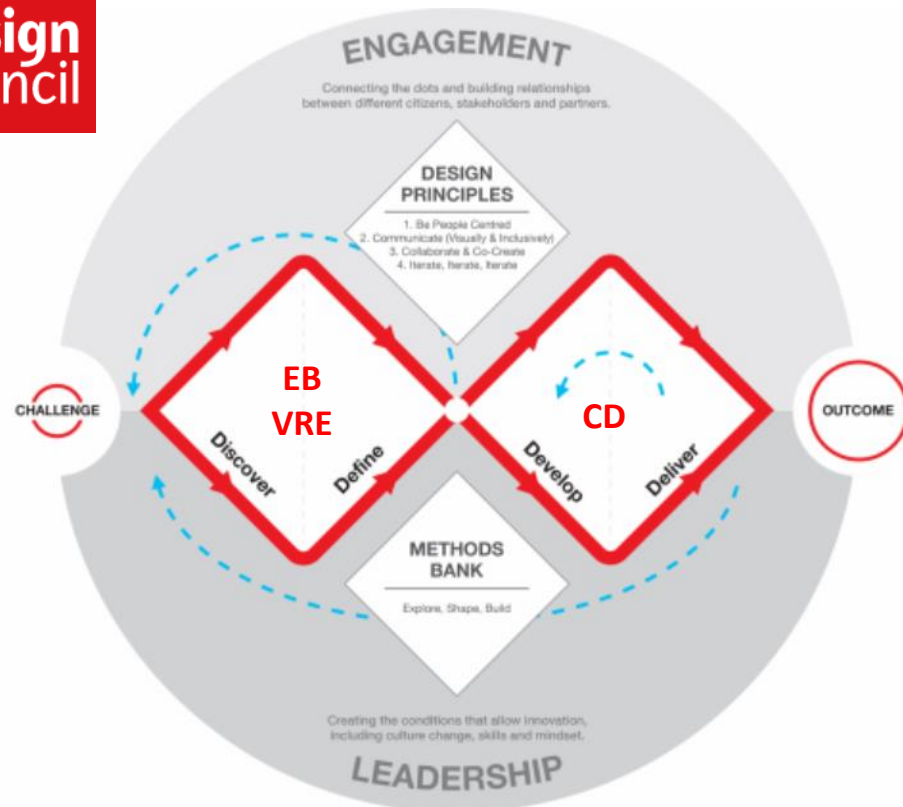 sign
ncil
ENGAGEMENT
Connecting the dots and building relationships
between different citizens, stakeholders and partners.
DESIGN
PRINCIPLES
1. Be People Centred
2. Communicate (Visually & Inclusively)
3. Collaborate & Co-Create
4. Iterate, Iterate, Iterate
CHALLENGE
EB
VRE
Discover
Define
CD
Develop
Deliver
OUTCOME
METHODS
BANK
Explore, Shape, Build
Creating the conditions that allow innovation,
including culture change, skills and mindset.
LEADERSHIP